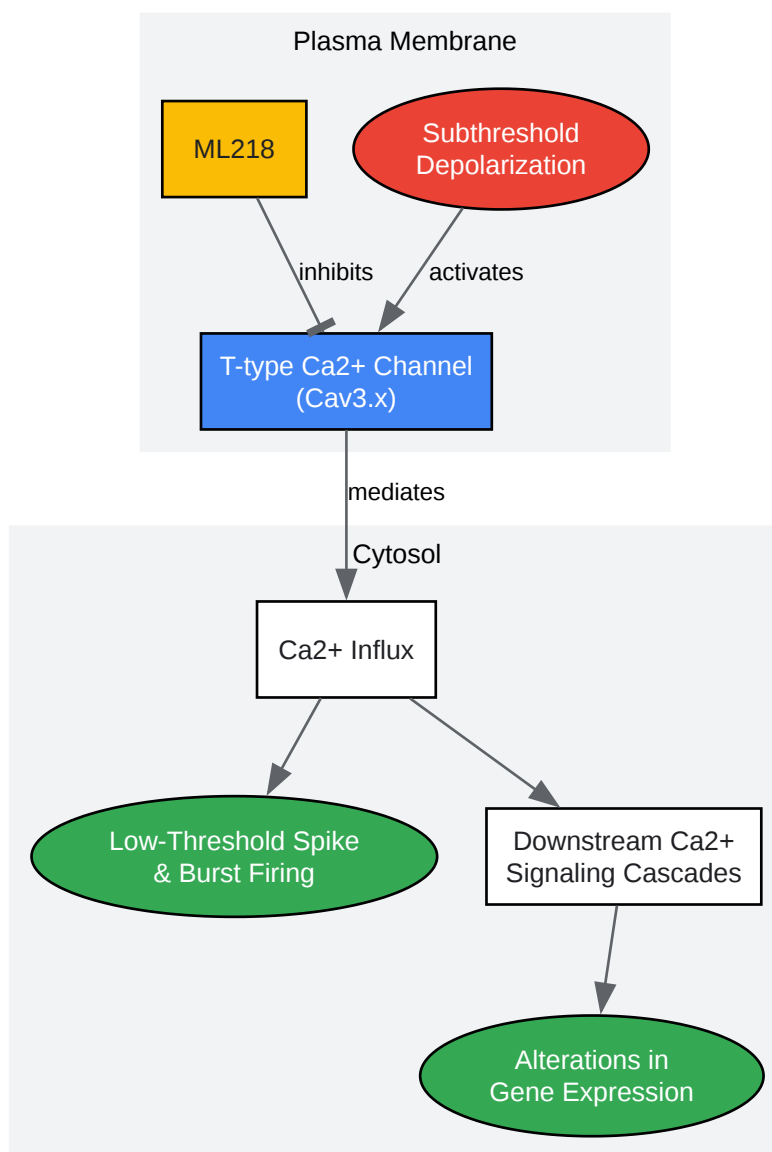 Plasma Membrane
ML218
Subthreshold
Depolarization
inhibits
activates
T-type Ca2+ Channel
(Cav3.x)
mediates
Cytosol
Ca2+ Influx
Low-Threshold Spike
& Burst Firing
Downstream Ca2+
Signaling Cascades
Alterations in
Gene Expression